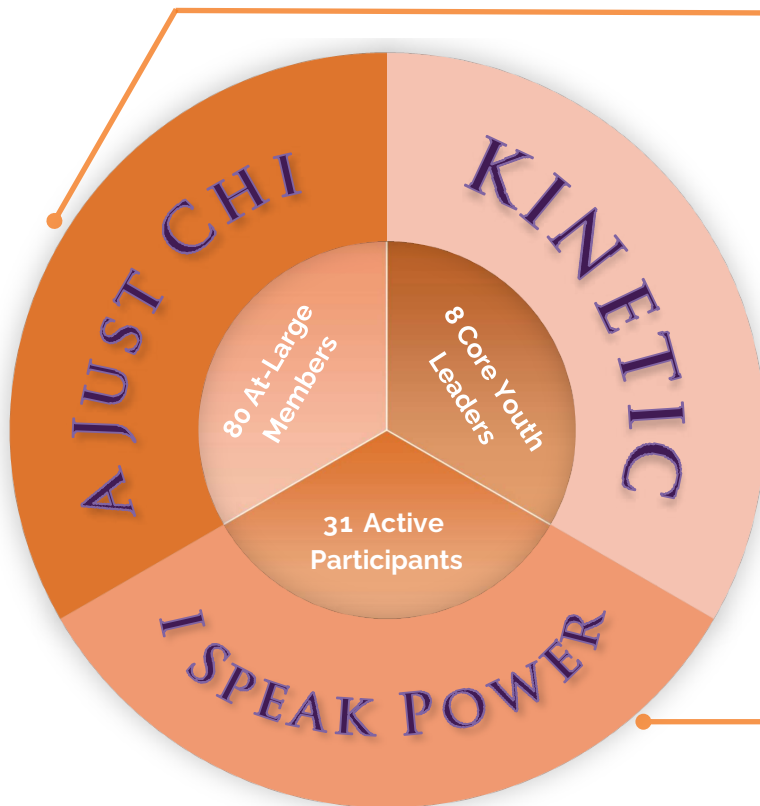 A JUST CHI
KINETIC
80 At-Large
Members
8 Core Youth
Leaders
31 Active
Participants
I SPEAK POWER